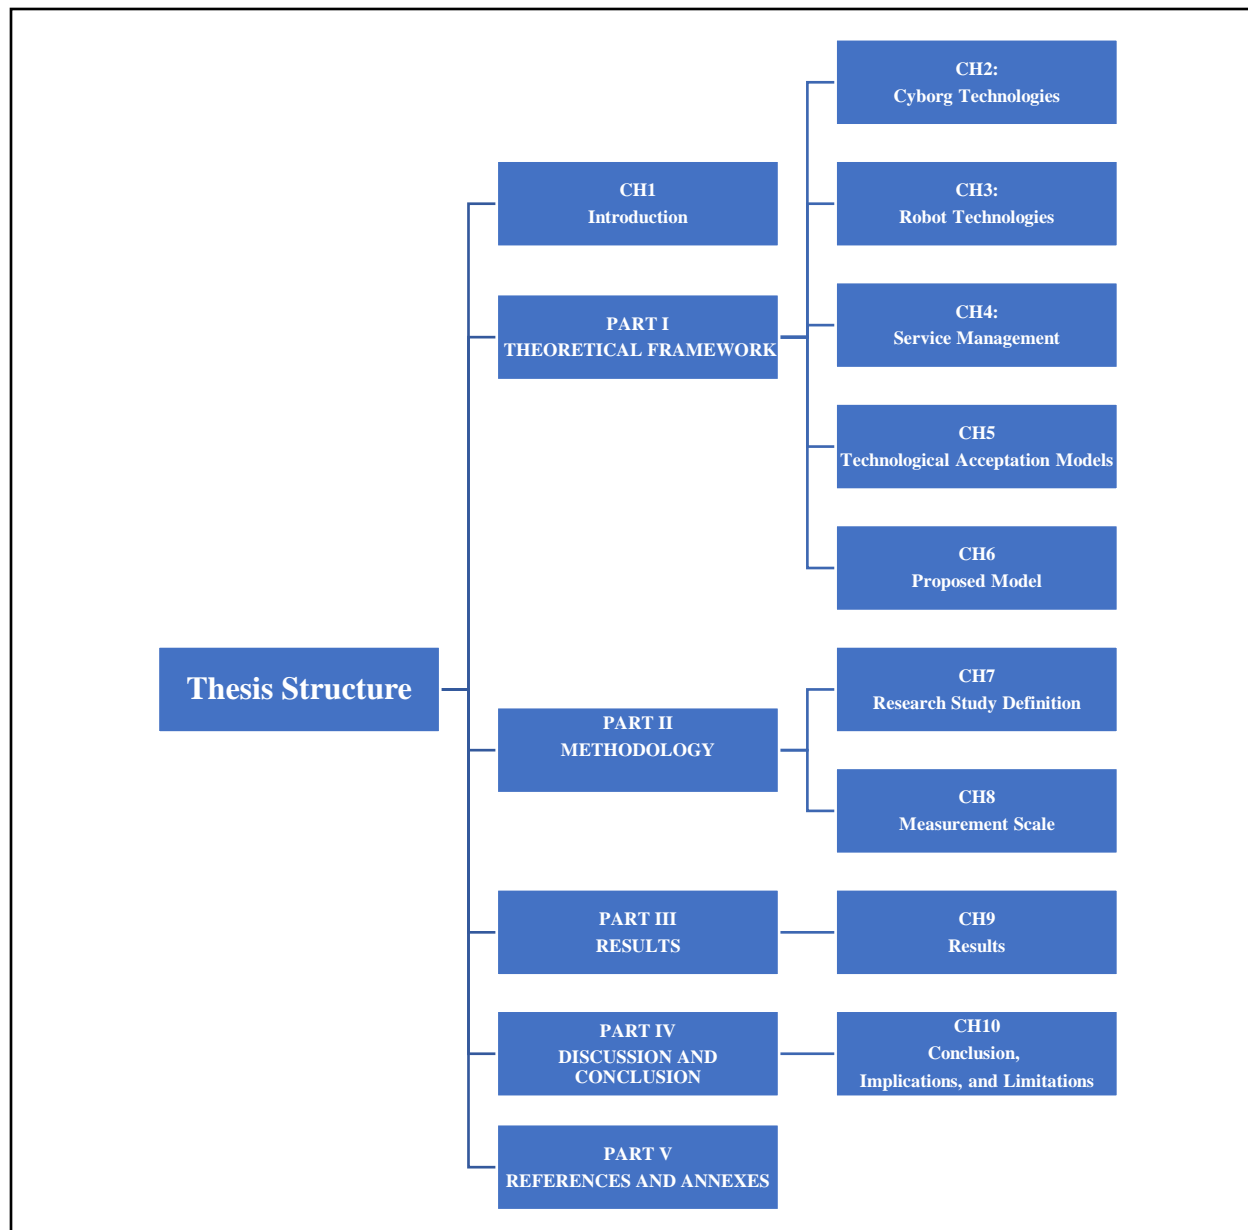 Thesis Structure
CH1
Introduction
PART I
THEORETICAL FRAMEWORK
CH2:
Cyborg Technologies
CH3:
Robot Technologies
CH4:
Service Management
CH5
Technological Acceptation Models
CH6
Proposed Model
PART II
METHODOLOGY
CH7
Research Study Definition
CH8
Measurement Scale
PART III
RESULTS
CH9
Results
PART IV
DISCUSSION AND
CONCLUSION
CH10
Conclusion,
Implications, and Limitations
PART V
REFERENCES AND ANNEXES